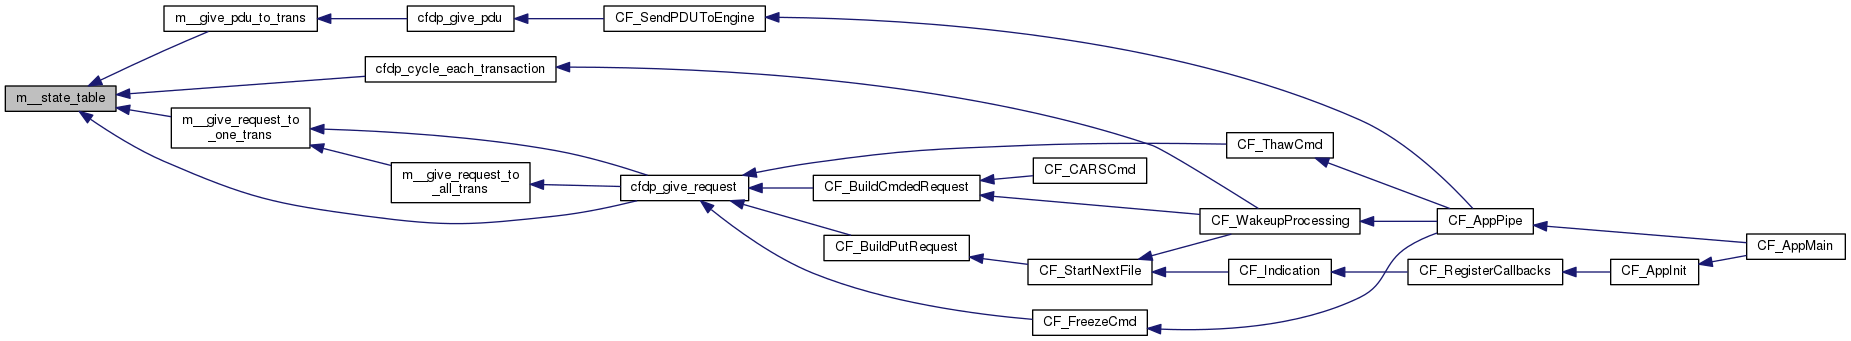 m__give_pdu_to_trans
cfdp_give_pdu
CF_SendPDUToEngine
cfdp_cycle_each_transaction
m__state_table
m__give_request_to
_one_trans
CF_ThawCmd
CF_CARSCmd
m__give_request_to
_all_trans
cfdp_give_request
CF_BuildCmdedRequest
CF_WakeupProcessing
CF_AppPipe
CF_BuildPutRequest
CF_AppMain
CF_StartNextFile
CF_Indication
CF_RegisterCallbacks
CF_AppInit
CF_FreezeCmd